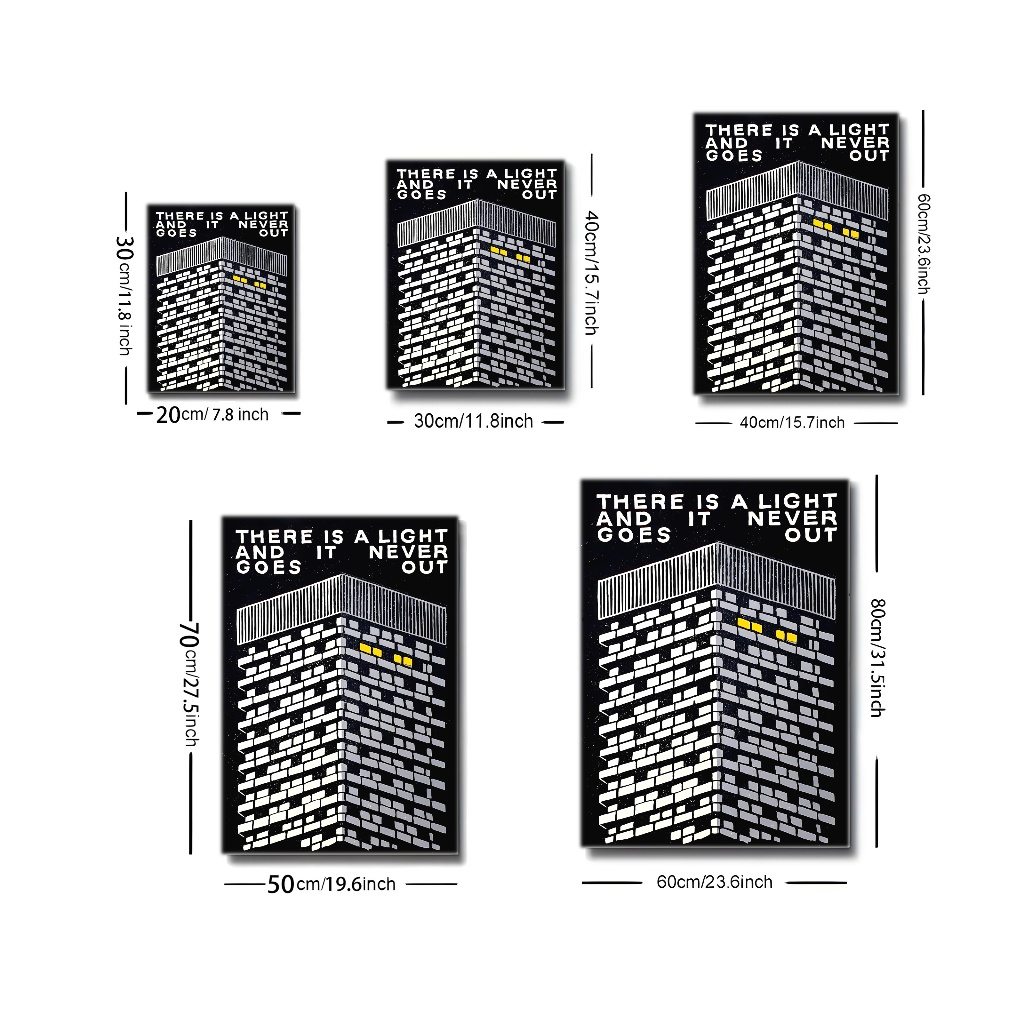 THERE IS A LIGHT
AND IT NEVER
GOES OUT
30cm/11.8 inch
20cm/ 7.8 inch
THERE IS A LIGHT
AND IT NEVER
GOES OUT
40cm/15.7inch
30cm/11.8inch
THERE IS A LIGHT
AND IT NEVER
GOES OUT
60cm/23.6inch
40cm/15.7inch
THERE IS A LIGHT
AND IT NEVER
GOES OUT
70cm/27.5inch
50cm/19.6inch
THERE IS A LIGHT
AND IT NEVER
GOES OUT
80cm/31.5inch
60cm/23.6inch